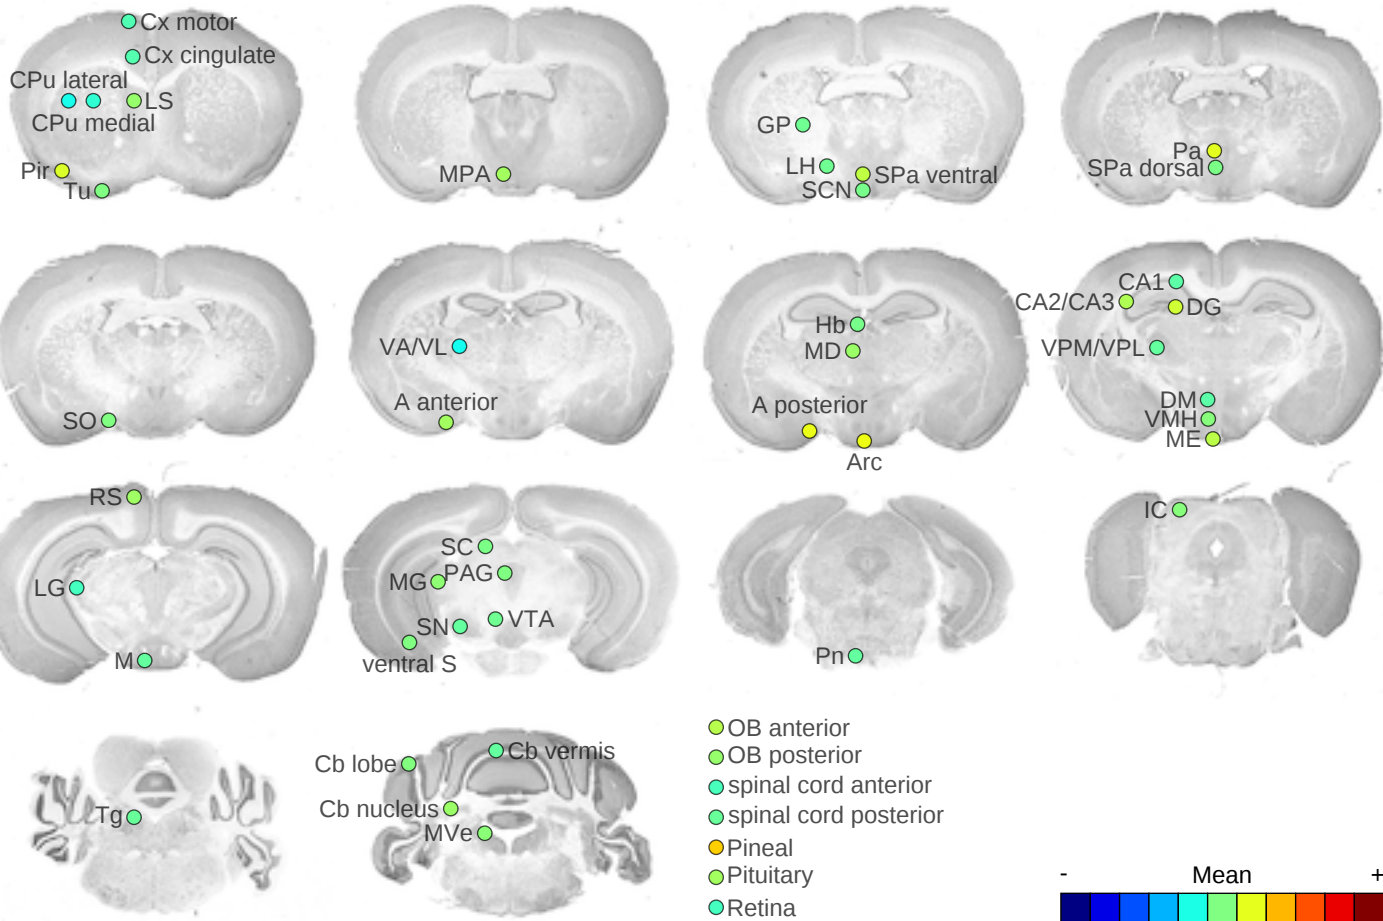 Cx motor
Cx cingulate
CPu lateral
LS
CPu medial
Pir
Tu
MPA
GP
LH
SPa ventral
SCN
Pa
SPa dorsal
SO
VA/VL
A anterior
Hb
MD
A posterior
Arc
CA1
CA2/CA3
DG
VPM/VPL
DM
VMH
ME
RS
LG
M
SC
PAG
MG
VTA
SN
ventral S
Pn
IC
Tg
Cb lobe
Cb vermis
Cb nucleus
MVe
OB anterior
OB posterior
spinal cord anterior
spinal cord posterior
Pineal
Pituitary
Retina
- Mean +